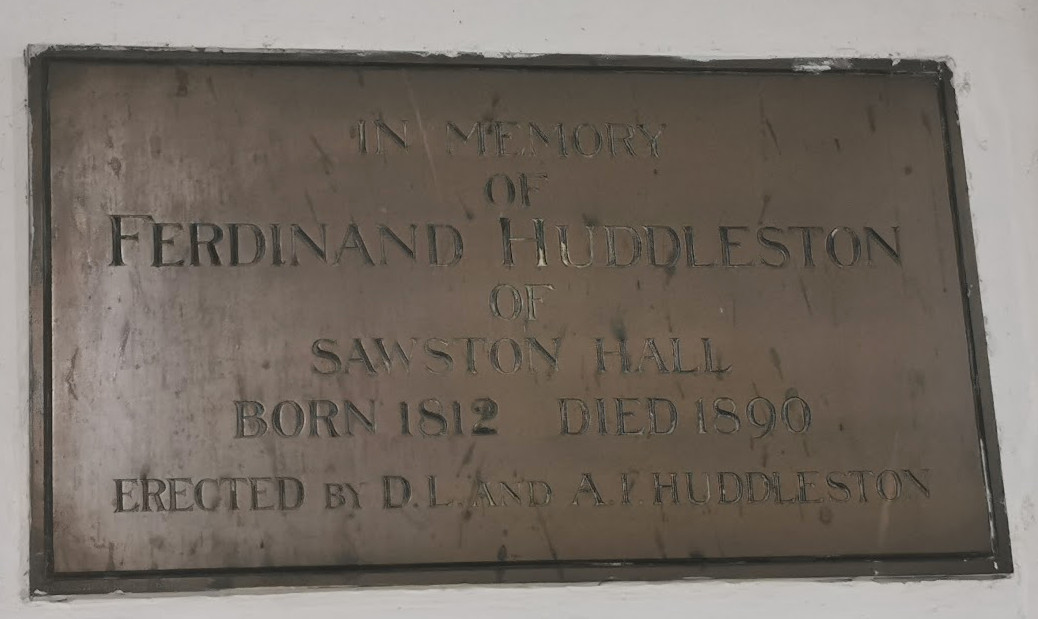 IN MEMORY
OF
FERDINAND HUDDLESTON
OF
SAWSTON HALL
BORN 1812 DIED 1890
ERECTED BY D.L. AND A.F. HUDDLESTON